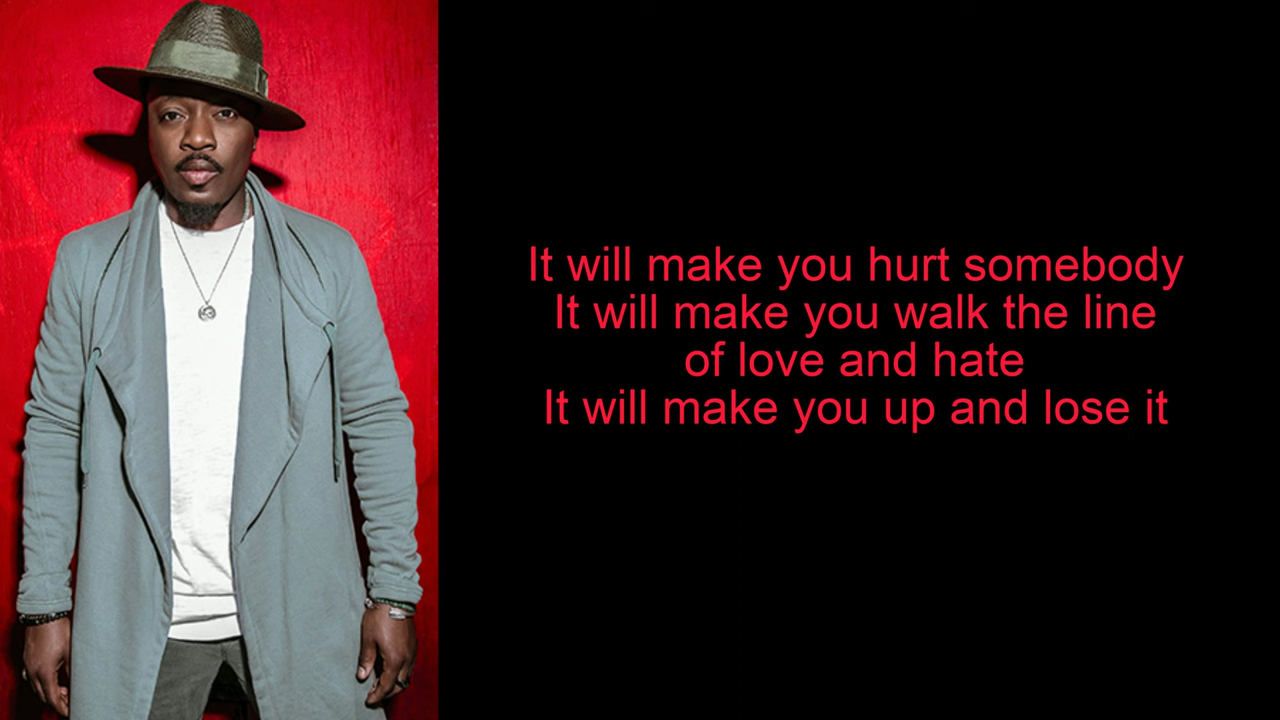 It will make you hurt somebody
It will make you walk the line
of love and hate
It will make you up and lose it